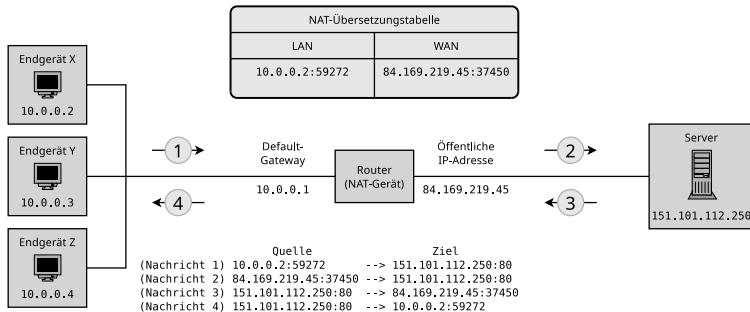 NAT-Übersetzungstabelle
LAN WAN
10.0.0.2:59272 84.169.219.45:37450
Endgerät X
10.0.0.2
Endgerät Y
10.0.0.3
Endgerät Z
10.0.0.4
1
4
Default-
Gateway
10.0.0.1
Router
(NAT-Gerät)
Öffentliche
IP-Adresse
84.169.219.45
2
3
Server
151.101.112.250
Quelle Ziel
(Nachricht 1) 10.0.0.2:59272 --> 151.101.112.250:80
(Nachricht 2) 84.169.219.45:37450 --> 151.101.112.250:80
(Nachricht 3) 151.101.112.250:80 --> 84.169.219.45:37450
(Nachricht 4) 151.101.112.250:80 --> 10.0.0.2:59272